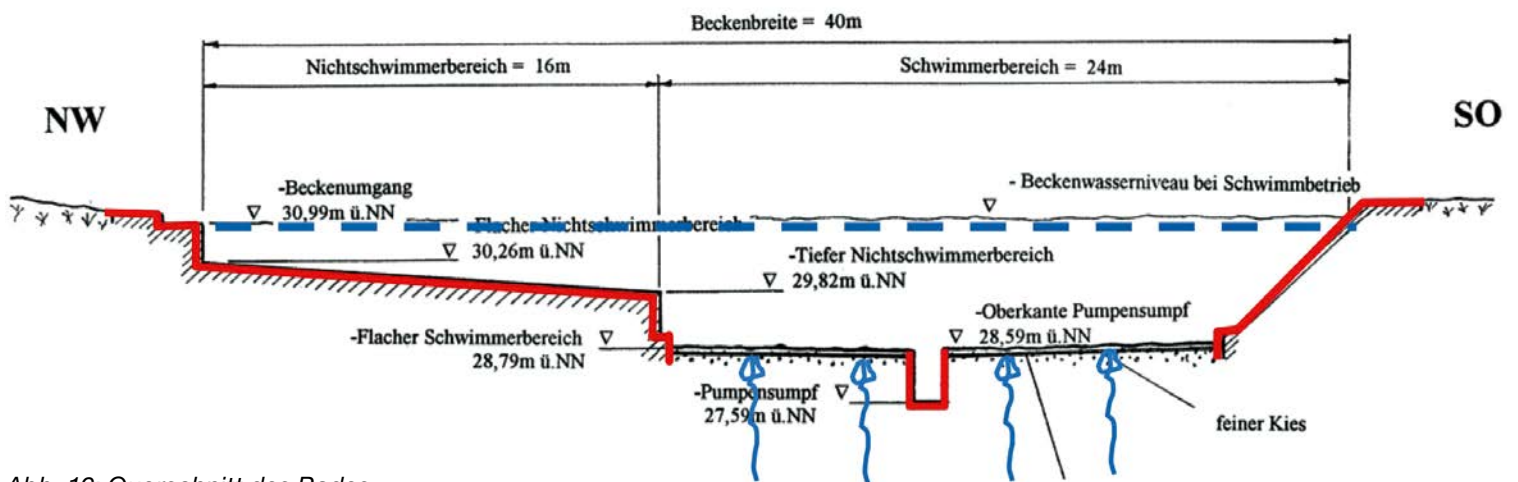 Beckenbreite = 40m
Nichtschwimmerbereich = 16m
Schwimmerbereich = 24m
NW
SO
-Beckenumgang
30,99m ü.NN
- Beckenwasserniveau bei Schwimmbetrieb
-Flacher Nichtschwimmerbereich
30,26m ü.NN
-Tiefer Nichtschwimmerbereich
29,82m ü.NN
-Flacher Schwimmerbereich
28,79m ü.NN
-Oberkante Pumpensumpf
28,59m ü.NN
-Pumpensumpf
27,59m ü.NN
feiner Kies
Abb. 10: Querschnitt des Bades